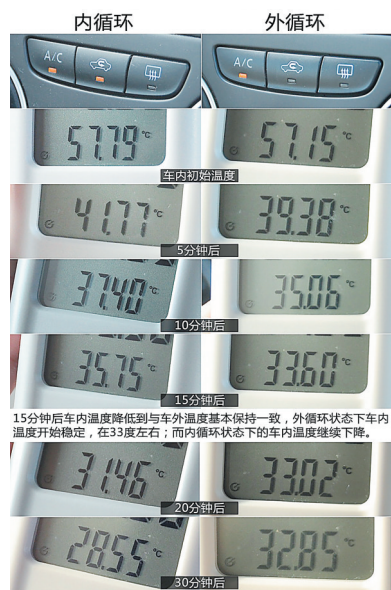 内循环 外循环
A/C A/C
57.79℃ 57.15℃
车内初始温度
41.77℃ 39.38℃
5分钟后
37.40℃ 35.06℃
10分钟后
35.75℃ 33.60℃
15分钟后
15分钟后车内温度降低到与车外温度基本保持一致，外循环状态下车内
温度开始稳定，在33度左右；而内循环状态下的车内温度继续下降。
31.46 33.02℃
20分钟后
28.55℃ 32.85℃
30分钟后